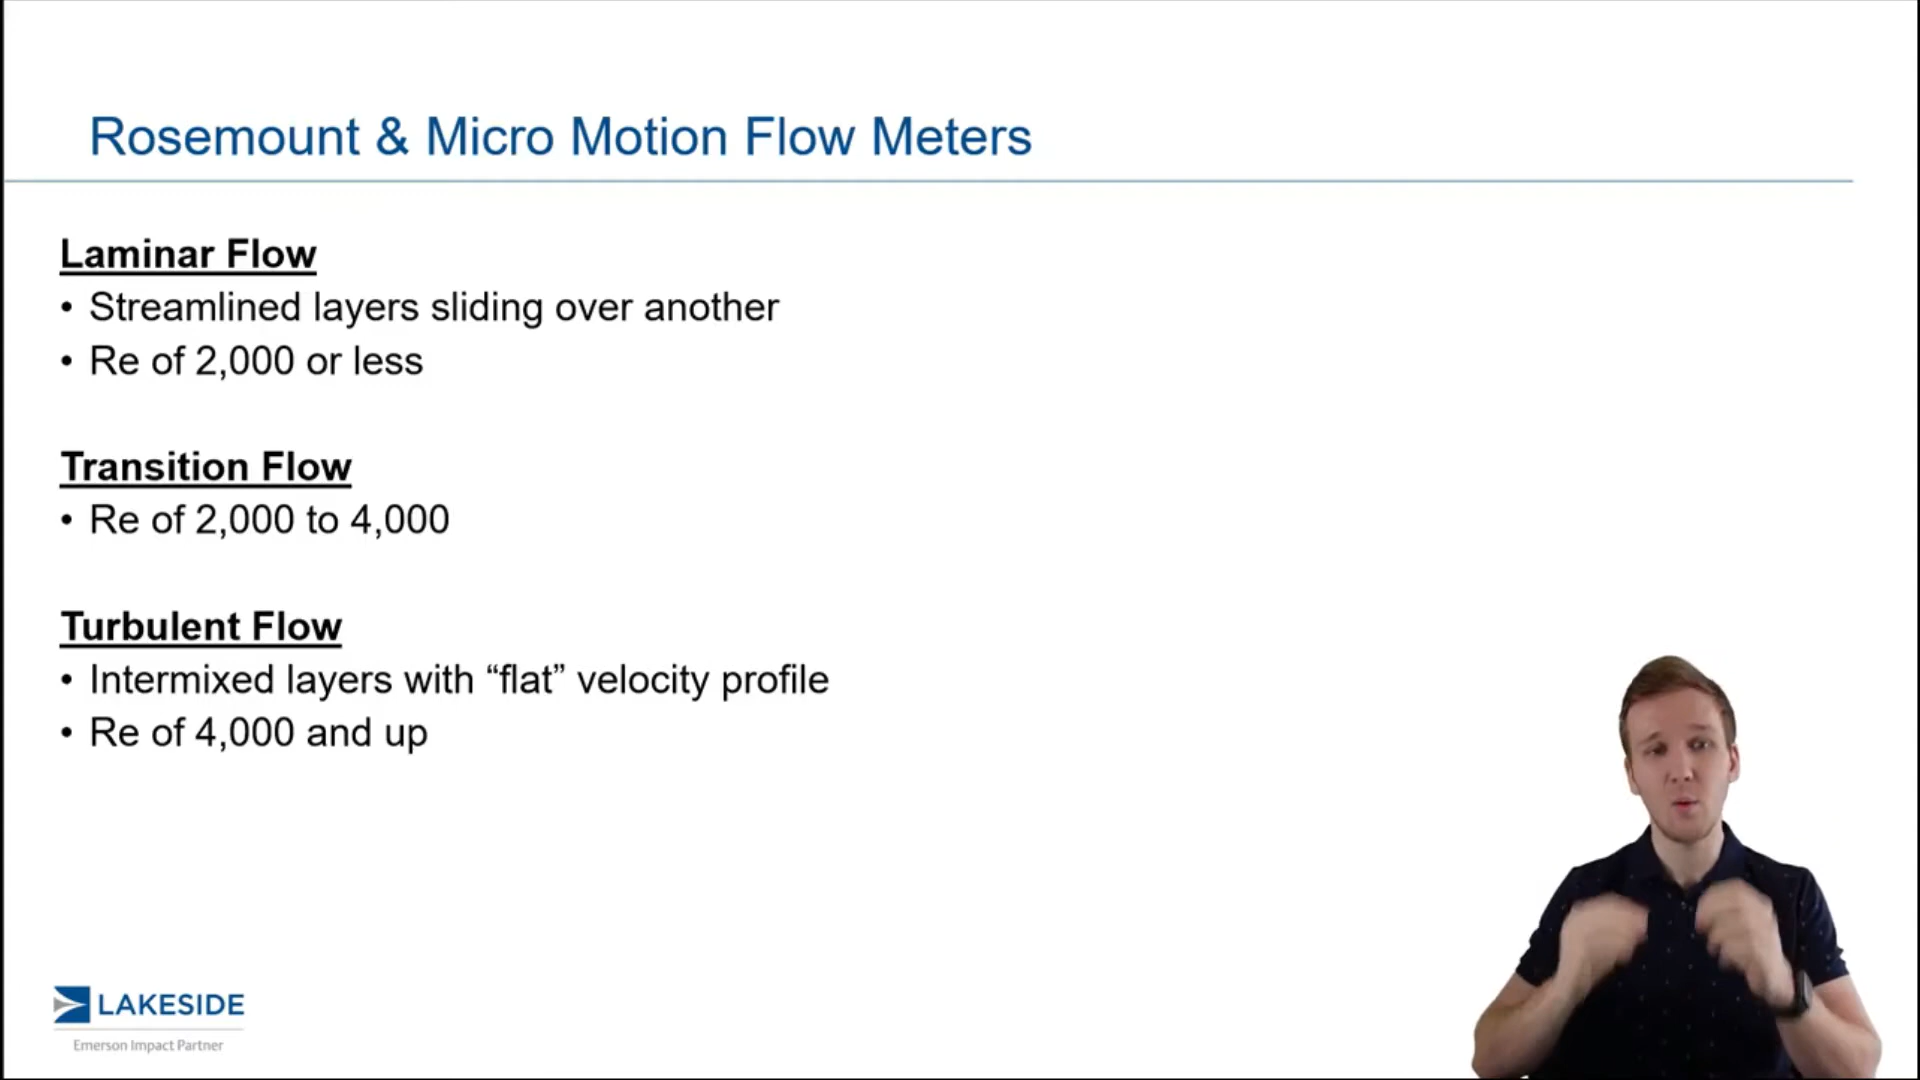 Rosemount & Micro Motion Flow Meters
Laminar Flow
• Streamlined layers sliding over another
• Re of 2,000 or less
Transition Flow
• Re of 2,000 to 4,000
Turbulent Flow
• Intermixed layers with “flat” velocity profile
• Re of 4,000 and up
LAKESIDE
Emerson Impact Partner